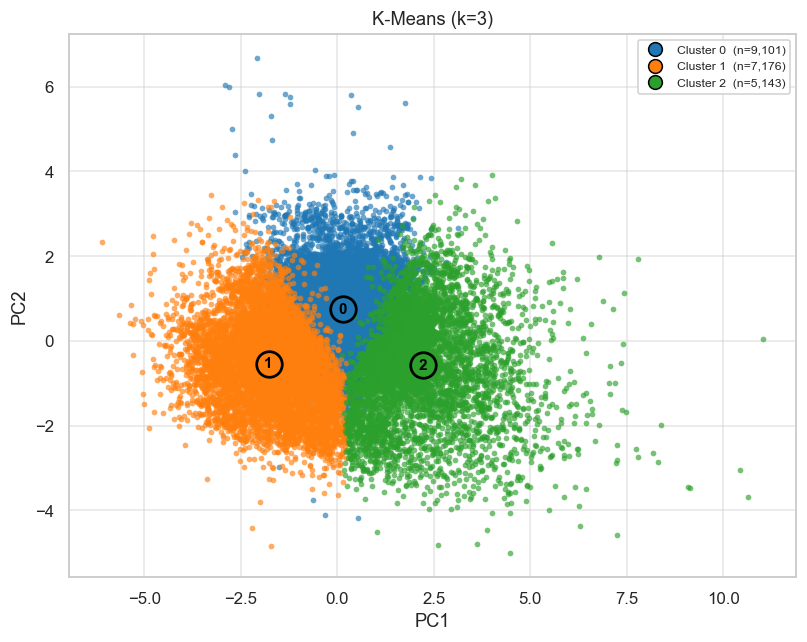 K-Means (k=3)
Cluster 0 (n=9,101)
Cluster 1 (n=7,176)
Cluster 2 (n=5,143)
6
4
2
0
−2
−4
PC2
0
1
2
−5.0 −2.5 0.0 2.5 5.0 7.5 10.0
PC1